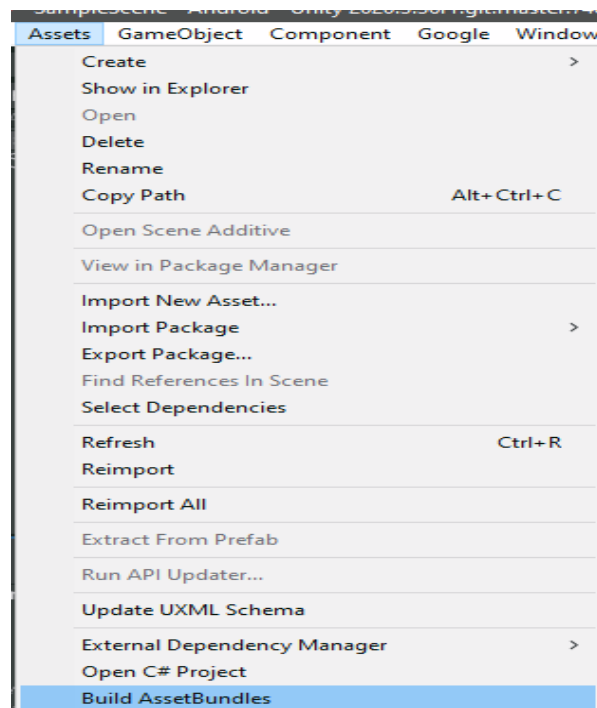 Assets GameObject Component Google Window
Create >
Show in Explorer
Open
Delete
Rename
Copy Path Alt+Ctrl+C
Open Scene Additive
View in Package Manager
Import New Asset...
Import Package >
Export Package...
Find References In Scene
Select Dependencies
Refresh Ctrl+R
Reimport
Reimport All
Extract From Prefab
Run API Updater...
Update UXML Schema
External Dependency Manager >
Open C# Project
Build AssetBundles